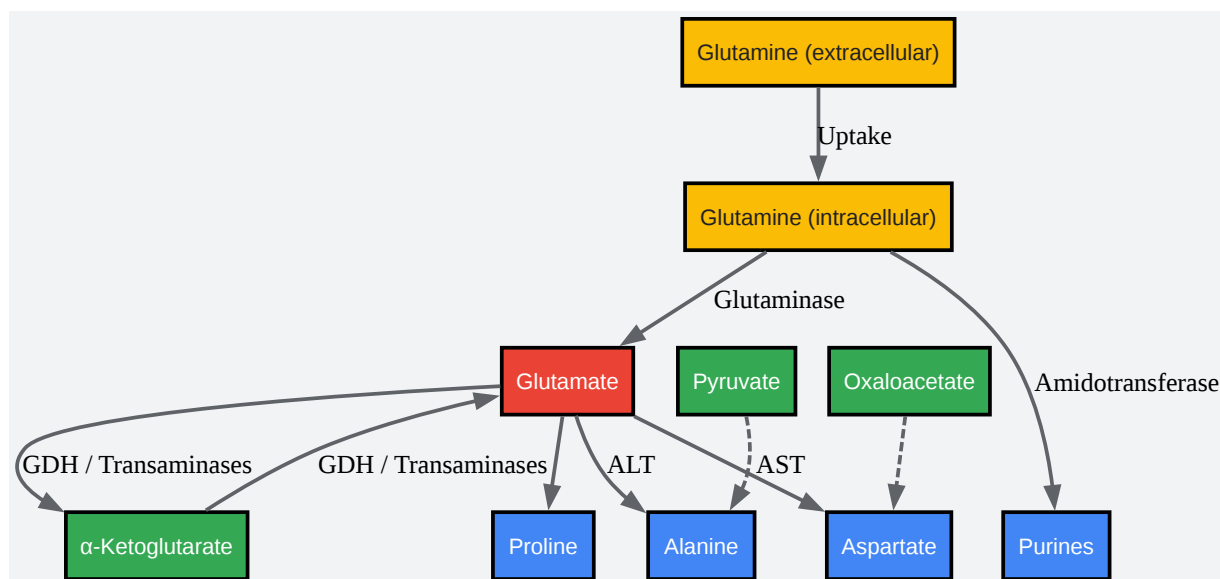 Glutamine (extracellular)
Uptake
Glutamine (intracellular)
Glutaminase
Glutamate
Pyruvate
Oxaloacetate
Amidotransferase
GDH / Transaminases
GDH / Transaminases
ALT
AST
α-Ketoglutarate
Proline
Alanine
Aspartate
Purines